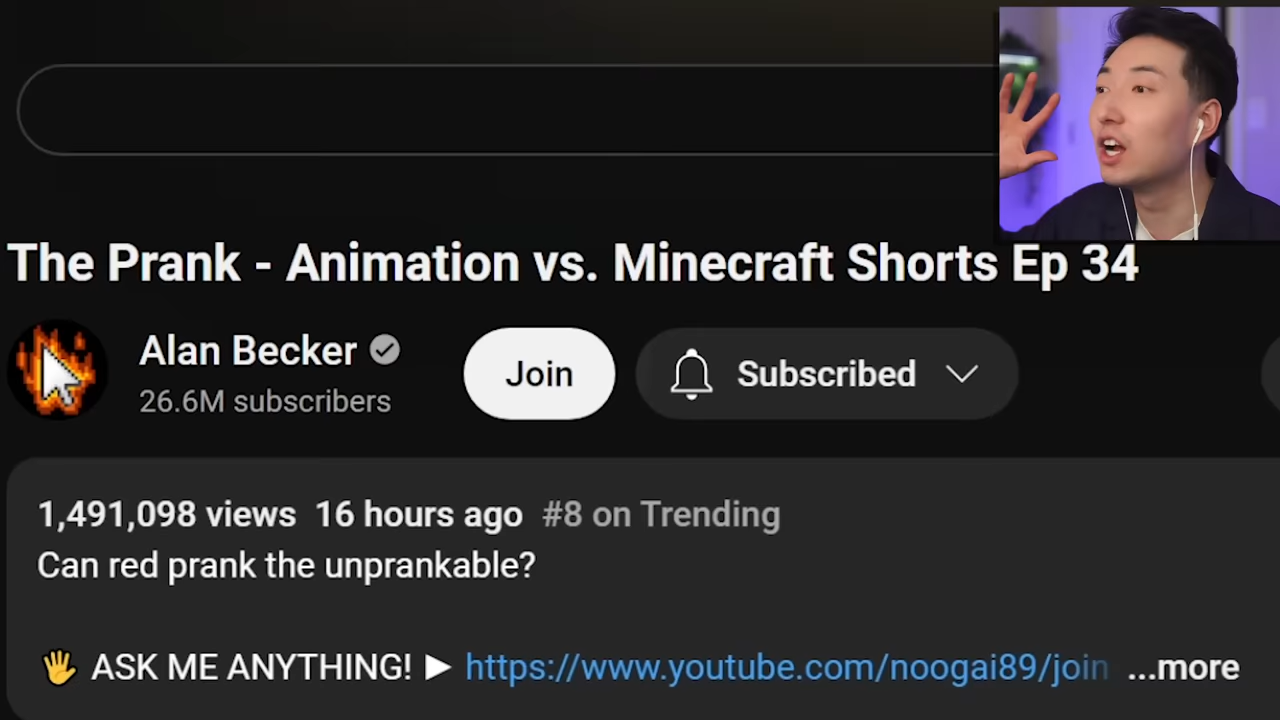 The Prank - Animation vs. Minecraft Shorts Ep 34
Alan Becker
26.6M subscribers
Join
Subscribed
1,491,098 views 16 hours ago #8 on Trending
Can red prank the unprankable?
🖐 ASK ME ANYTHING! ▶ https://www.youtube.com/noogai89/join ...more